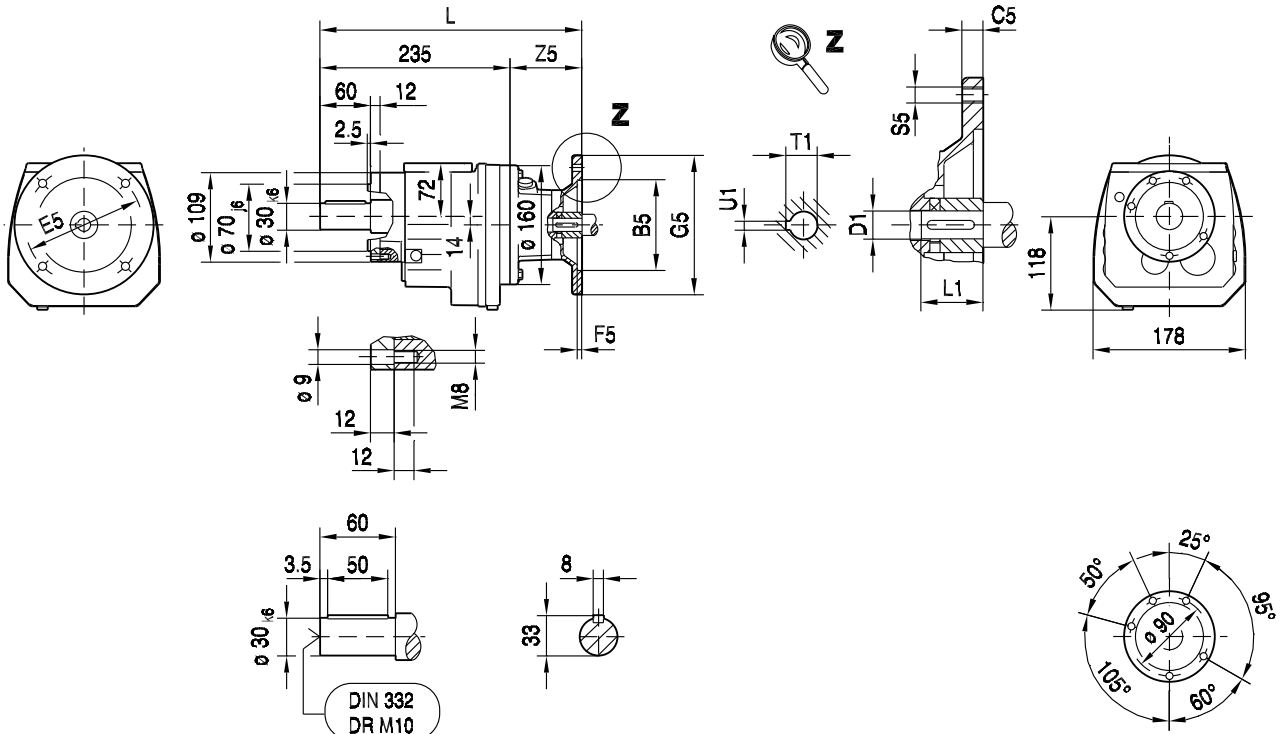 L
C5
235
Z5
Z
60
12
2.5
Z
S5
T1
72
U1
E5
ø 109
ø 70 j6
ø 30 k6
14
ø 160
B5
G5
D1
118
L1
F5
178
ø 9
M8
12
12
60
3.5
50
8
25°
50°
95°
ø 30 k6
33
ø 90
105°
60°
DIN 332
DR M10